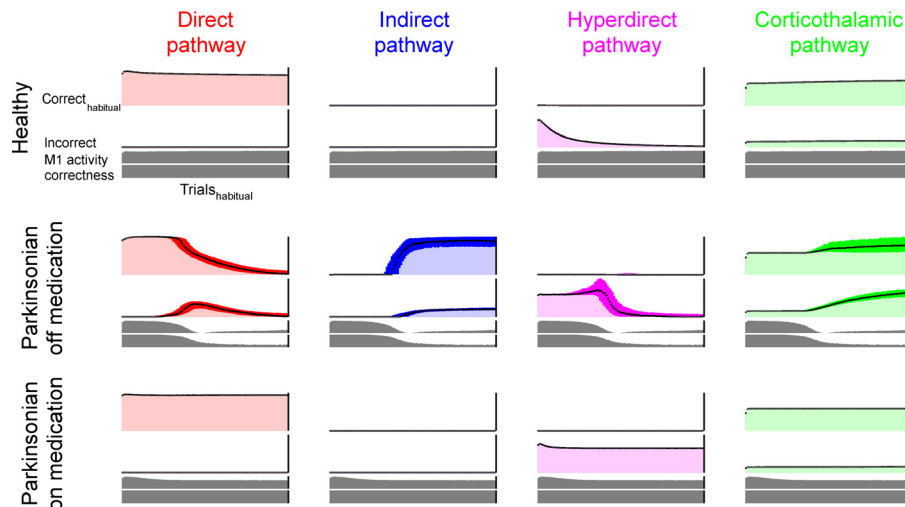 Direct
pathway
Indirect
pathway
Hyperdirect
pathway
Corticothalamic
pathway
Healthy
Correct habitual
Incorrect
M1 activity
correctness
Trials habitual
Parkinsonian
off medication
Parkinsonian
on medication